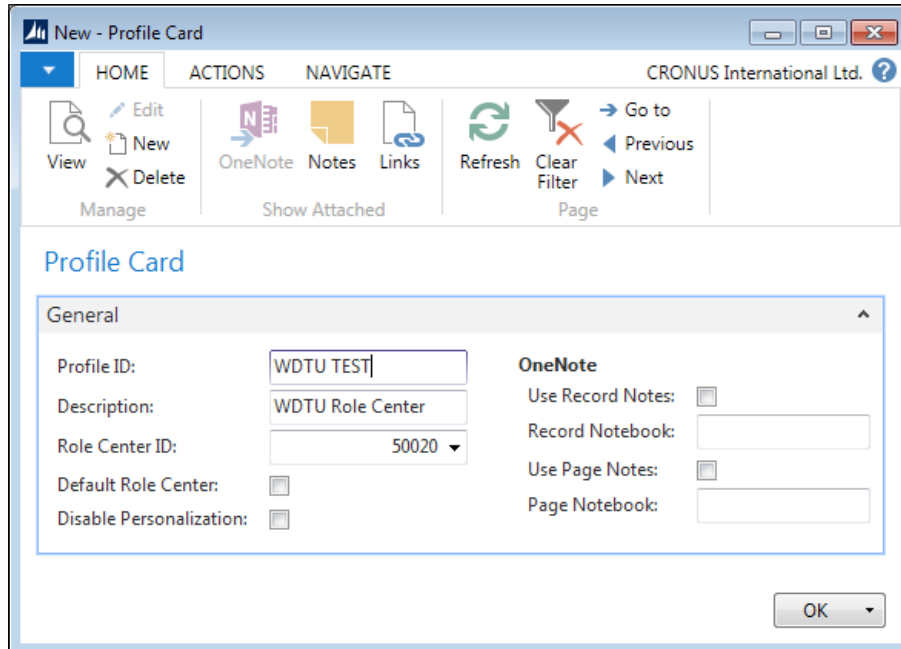 New - Profile Card
HOME ACTIONS NAVIGATE CRONUS International Ltd. ?
View
Edit
New
Delete
Manage
N
OneNote Notes Links
Show Attached
Refresh
Clear
Filter
Go to
Previous
Next
Page
Profile Card
General
Profile ID: WDTU TEST
Description: WDTU Role Center
Role Center ID: 50020
Default Role Center:
Disable Personalization:
OneNote
Use Record Notes:
Record Notebook:
Use Page Notes:
Page Notebook:
OK